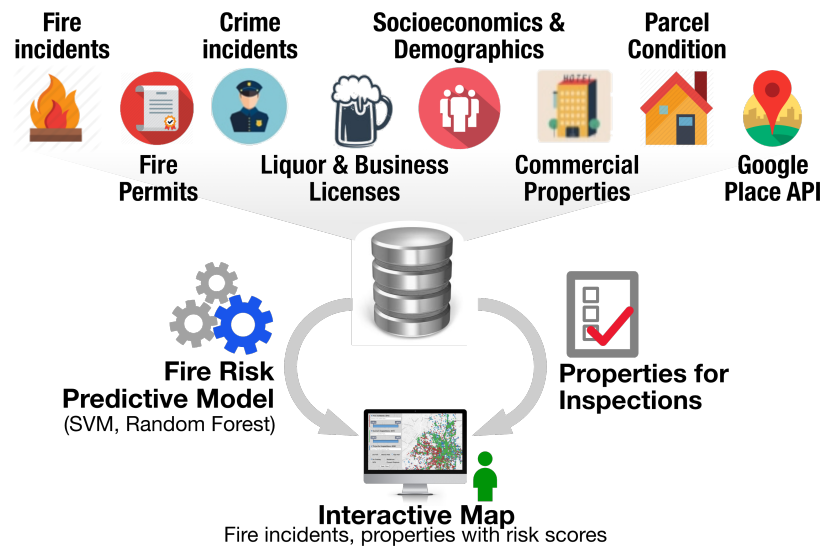 Fire
incidents
Crime
incidents
Socioeconomics &
Demographics
Parcel
Condition
HOTEL
Fire
Permits
Liquor & Business
Licenses
Commercial
Properties
Google
Place API
Fire Risk
Predictive Model
(SVM, Random Forest)
Properties for
Inspections
Interactive Map
Fire incidents, properties with risk scores